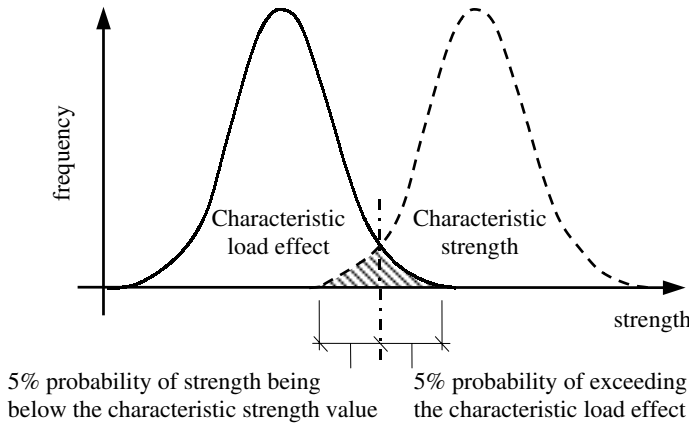 frequency
Characteristic
load effect
Characteristic
strength
strength
5% probability of strength being
below the characteristic strength value
5% probability of exceeding
the characteristic load effect